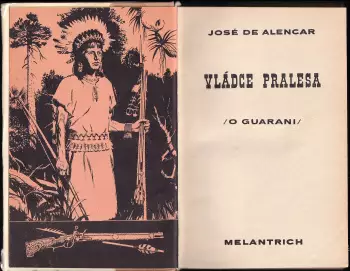 JOSÉ DE ALENCAR
VLÁDCE PRALESA
/O GUARANI/
MELANTRICH